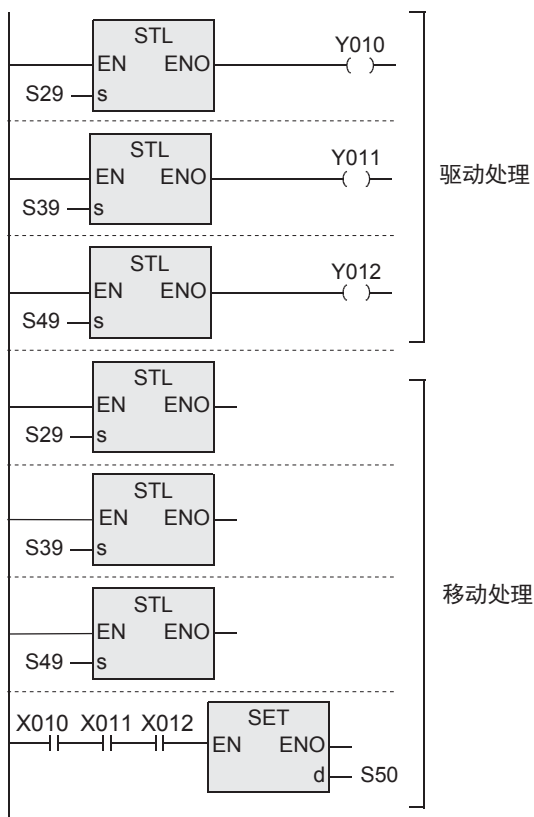 STL
Y010
EN ENO
( )
S29 s
STL
Y011
EN ENO
( )
驱动处理
S39 s
STL
Y012
EN ENO
( )
S49 s
STL
EN ENO
S29 s
STL
EN ENO
S39 s
移动处理
STL
EN ENO
S49 s
X010 X011 X012
SET
EN ENO
d S50